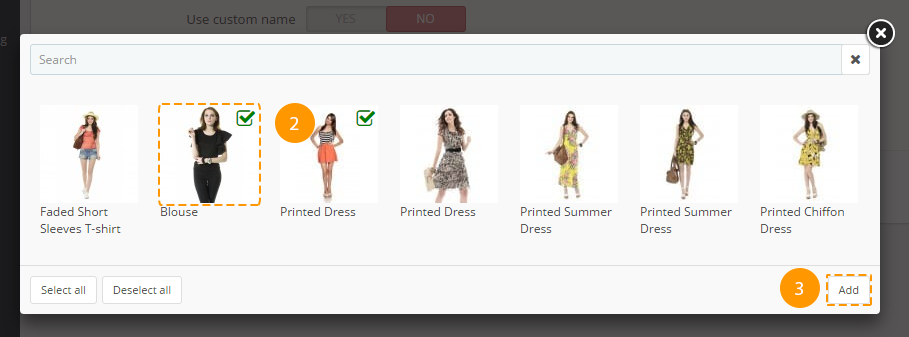 Use custom name YES NO
g
Search
2
Faded Short
Sleeves T-shirt
Blouse
Printed Dress
Printed Dress
Printed Summer
Dress
Printed Summer
Dress
Printed Chiffon
Dress
Select all
Deselect all
3
Add